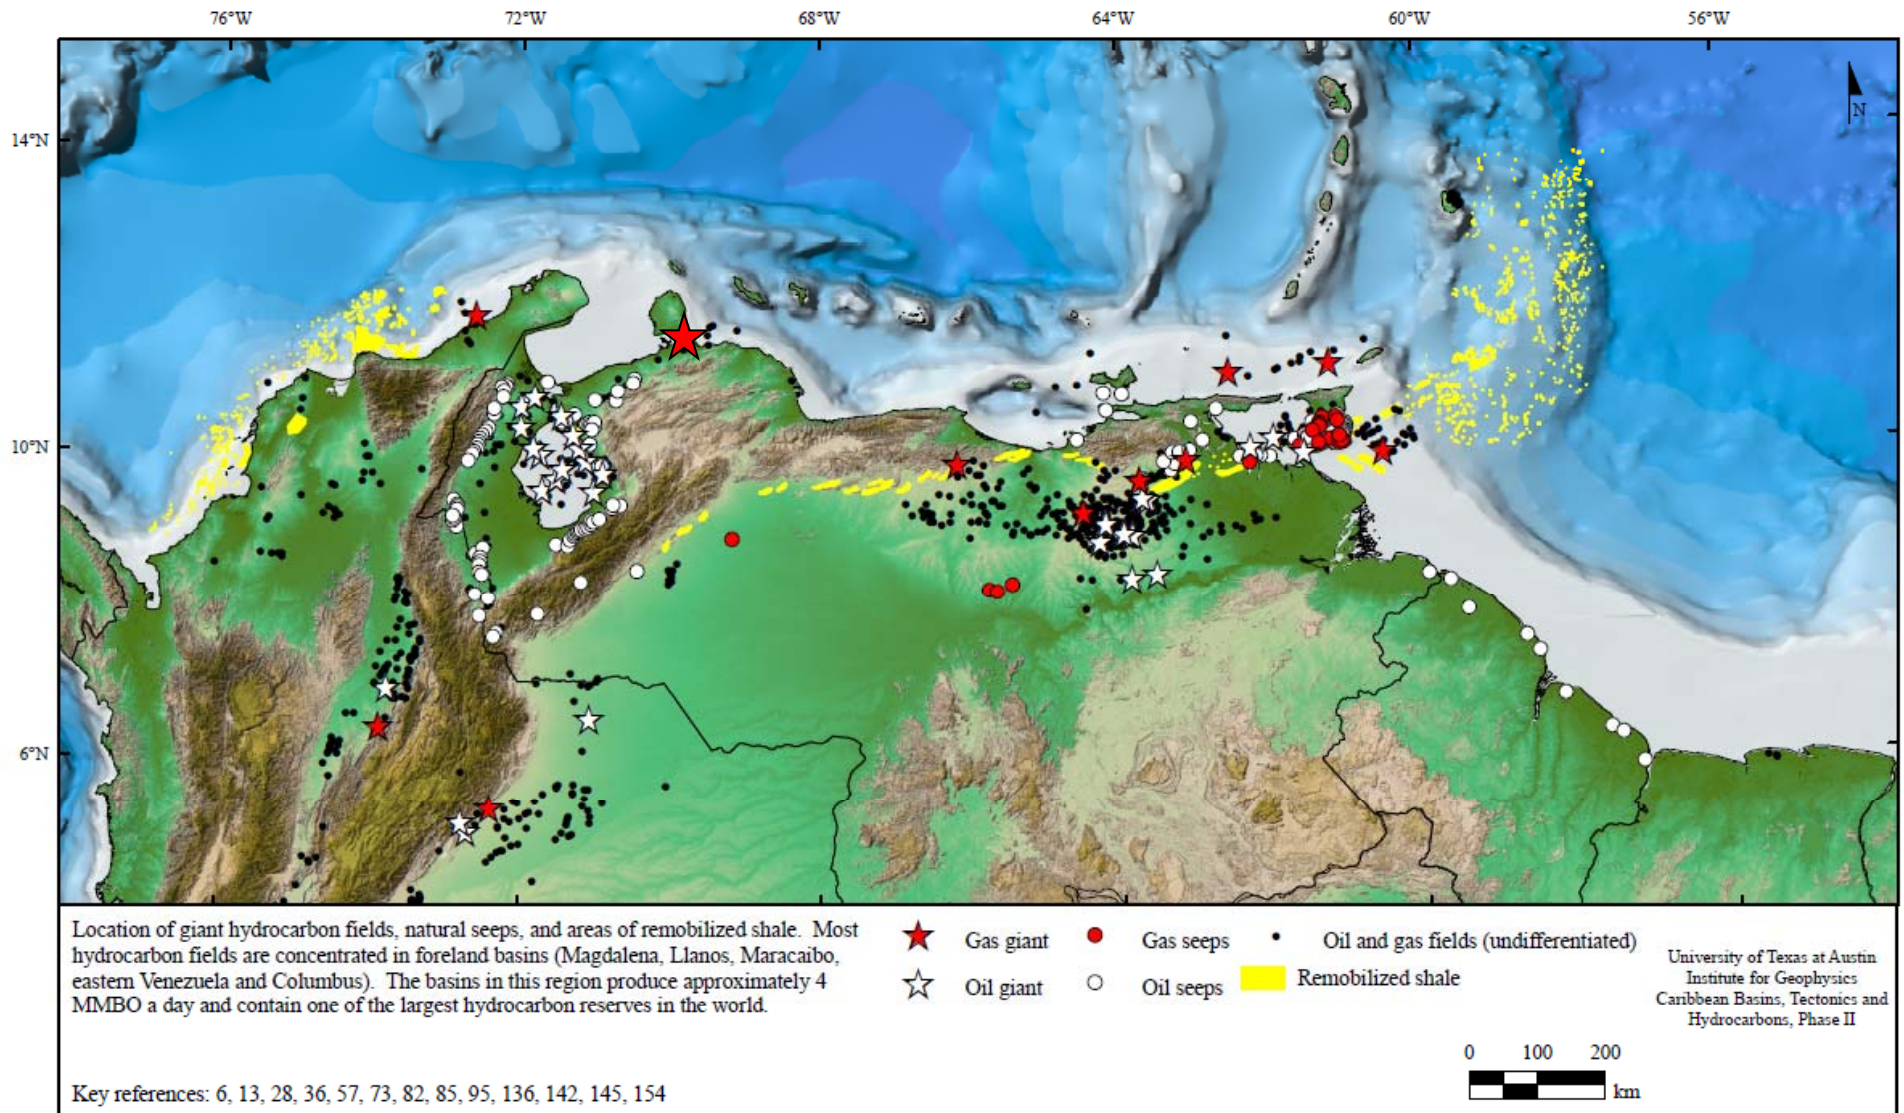 76°W
72°W
68°W
64°W
60°W
56°W
N
14°N
10°N
6°N
Location of giant hydrocarbon fields, natural seeps, and areas of remobilized shale. Most
hydrocarbon fields are concentrated in foreland basins (Magdalena, Llanos, Maracaibo,
eastern Venezuela and Columbus). The basins in this region produce approximately 4
MMBO a day and contain one of the largest hydrocarbon reserves in the world.
Key references: 6, 13, 28, 36, 57, 73, 82, 85, 95, 136, 142, 145, 154
Gas giant
Gas seeps
Oil and gas fields (undifferentiated)
Oil giant
Oil seeps
Remobilized shale
University of Texas at Austin
Institute for Geophysics
Caribbean Basins, Tectonics and
Hydrocarbons, Phase II
0 100 200
km